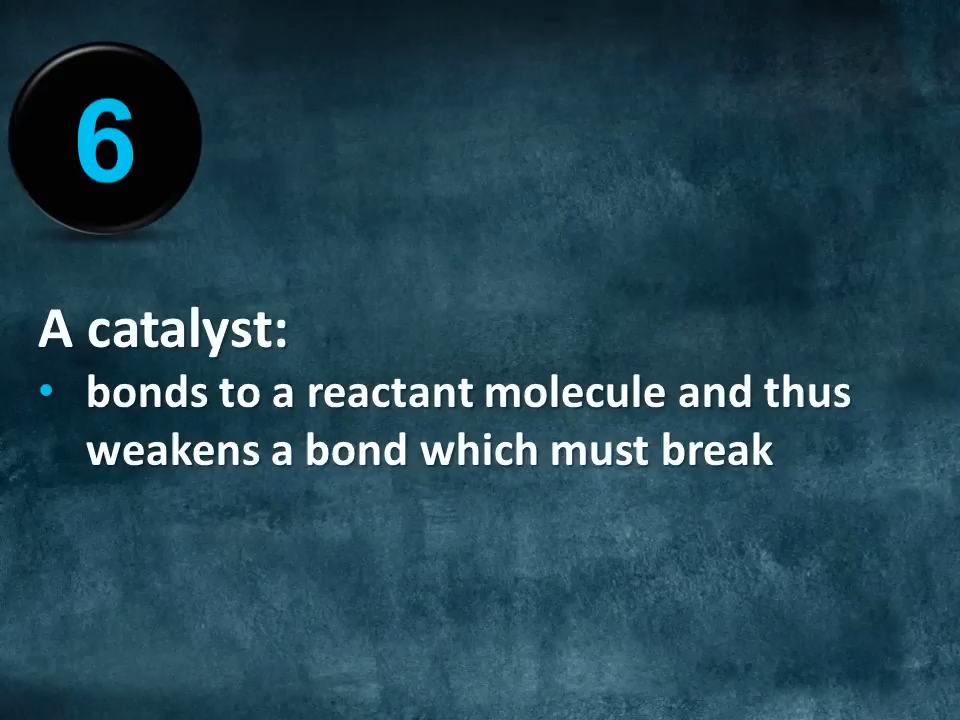 6
A catalyst:
• bonds to a reactant molecule and thus
weakens a bond which must break